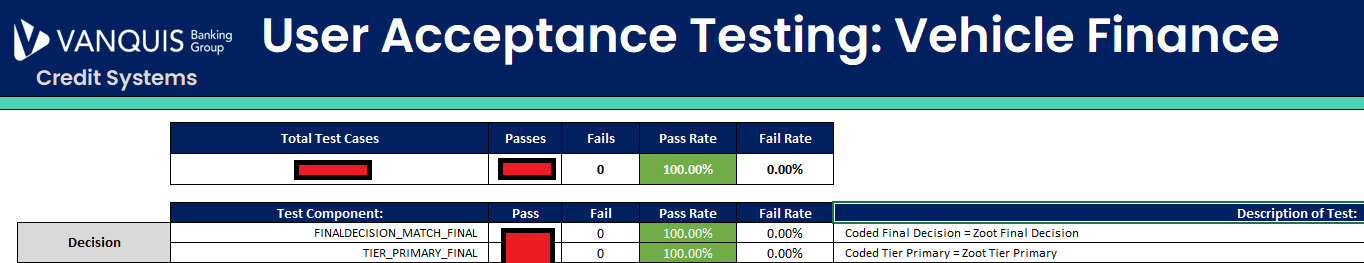 VANQUIS Banking Group
User Acceptance Testing: Vehicle Finance
Credit Systems
Total Test Cases Passes Fails Pass Rate Fail Rate
0 100.00% 0.00%
Test Component: Pass Fail Pass Rate Fail Rate Description of Test:
Decision
FINALDECISION_MATCH_FINAL 0 100.00% 0.00% Coded Final Decision = Zoot Final Decision
TIER_PRIMARY_FINAL 0 100.00% 0.00% Coded Tier Primary = Zoot Tier Primary